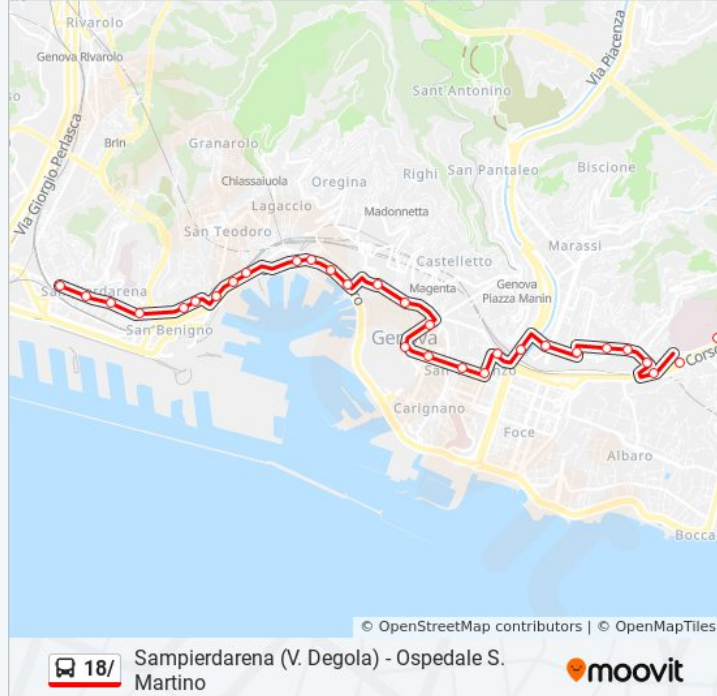 Rivarolo
Genova Rivarolo
Via Piacenza
Sant'Antonino
Via Giorgio Perlasca
Brin
Granarolo
Chiassaiuola
Oregina
Righi
San Pantaleo
Biscione
Lagaccio
Madonnetta
San Teodoro
Marassi
Castelletto
Magenta
Genova
Piazza Manin
San Benigno
Genova
Corso
Carignano
Foce
Albaro
Bocca
© OpenStreetMap contributors | © OpenMapTiles
18/
Sampierdarena (V. Degola) - Ospedale S.
Martino
moovit